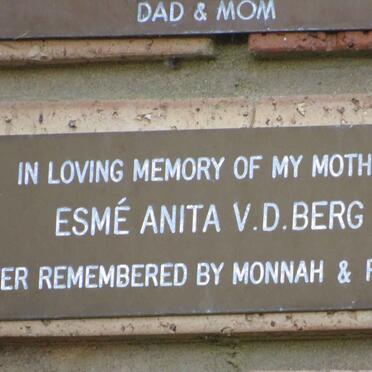 DAD & MOM
IN LOVING MEMORY OF MY MOTH
ESMÉ ANITA V.D.BERG
ER REMEMBERED BY MONNAH &